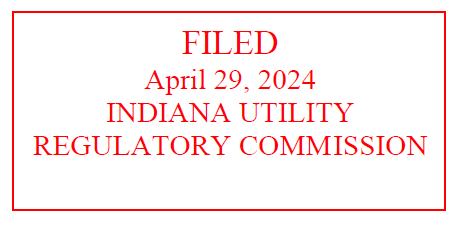 FILED
April 29, 2024
INDIANA UTILITY
REGULATORY COMMISSION